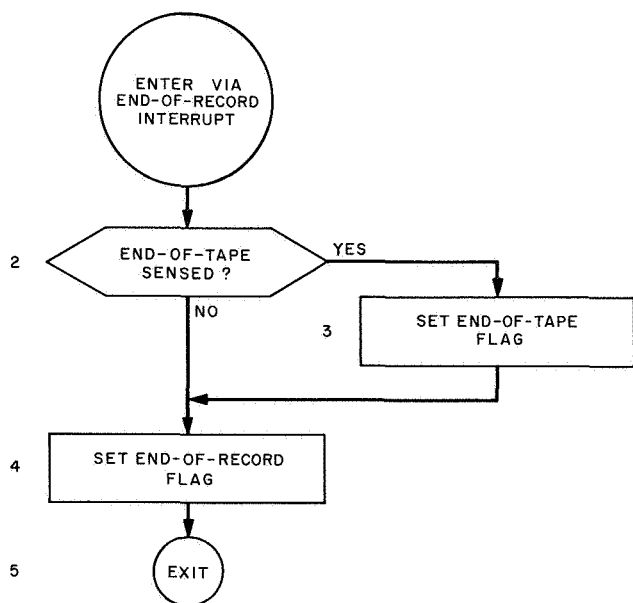 ENTER VIA
END-OF-RECORD
INTERRUPT
2
END-OF-TAPE
SENSED ?
YES
NO
3
SET END-OF-TAPE
FLAG
4
SET END-OF-RECORD
FLAG
5
EXIT